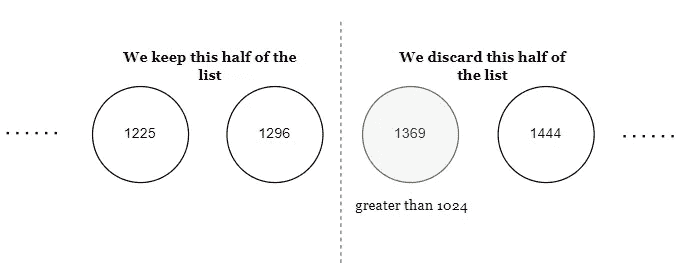 We keep this half of the
list
We discard this half of
the list
...... 1225 1296 1369 1444 ......
greater than 1024